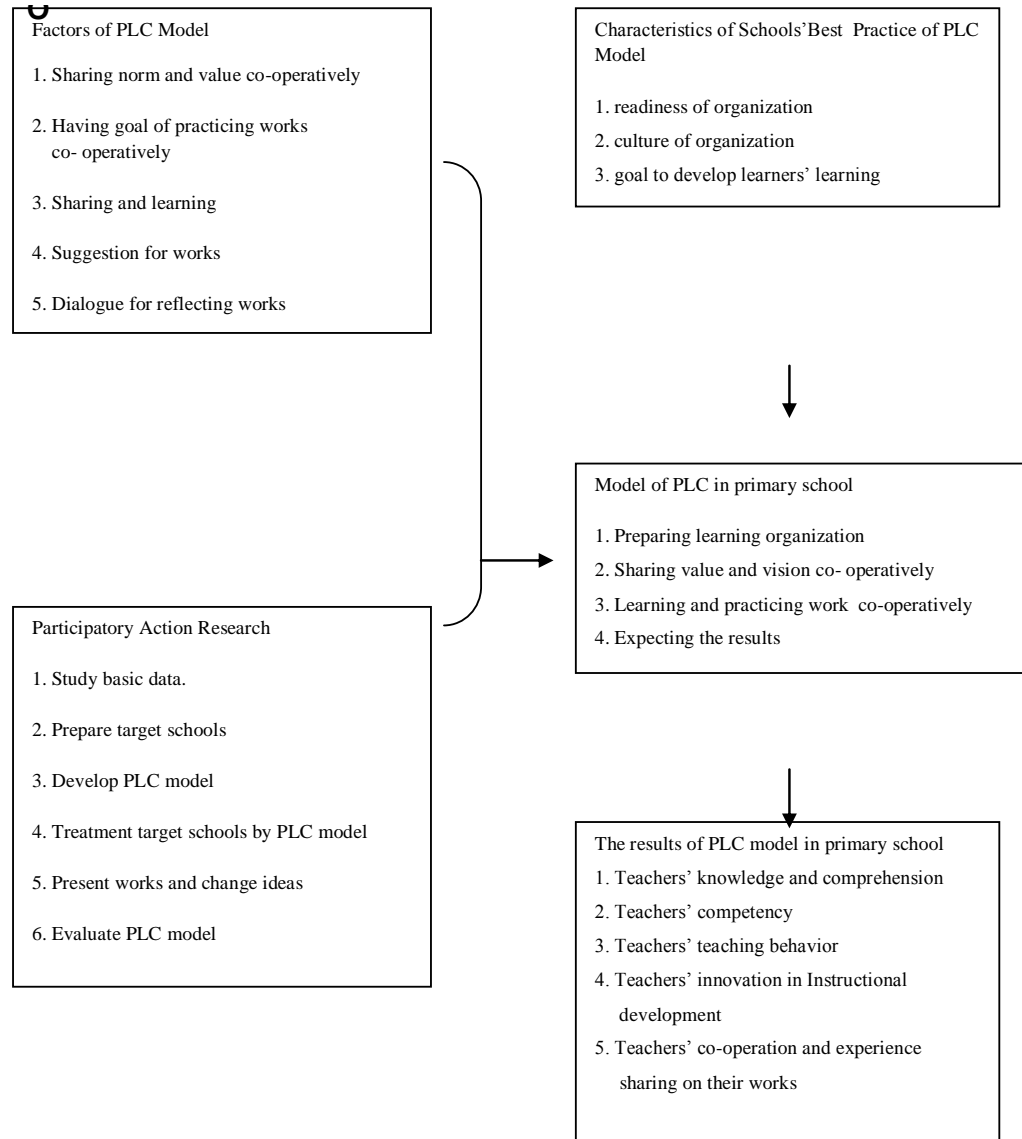 Factors of PLC Model
1. Sharing norm and value co-operatively
2. Having goal of practicing works
co- operatively
3. Sharing and learning
4. Suggestion for works
5. Dialogue for reflecting works
Characteristics of Schools’Best Practice of PLC
Model
1. readiness of organization
2. culture of organization
3. goal to develop learners’ learning
Model of PLC in primary school
1. Preparing learning organization
2. Sharing value and vision co- operatively
3. Learning and practicing work co-operatively
4. Expecting the results
Participatory Action Research
1. Study basic data.
2. Prepare target schools
3. Develop PLC model
4. Treatment target schools by PLC model
5. Present works and change ideas
6. Evaluate PLC model
The results of PLC model in primary school
1. Teachers’ knowledge and comprehension
2. Teachers’ competency
3. Teachers’ teaching behavior
4. Teachers’ innovation in Instructional
development
5. Teachers’ co-operation and experience
sharing on their works